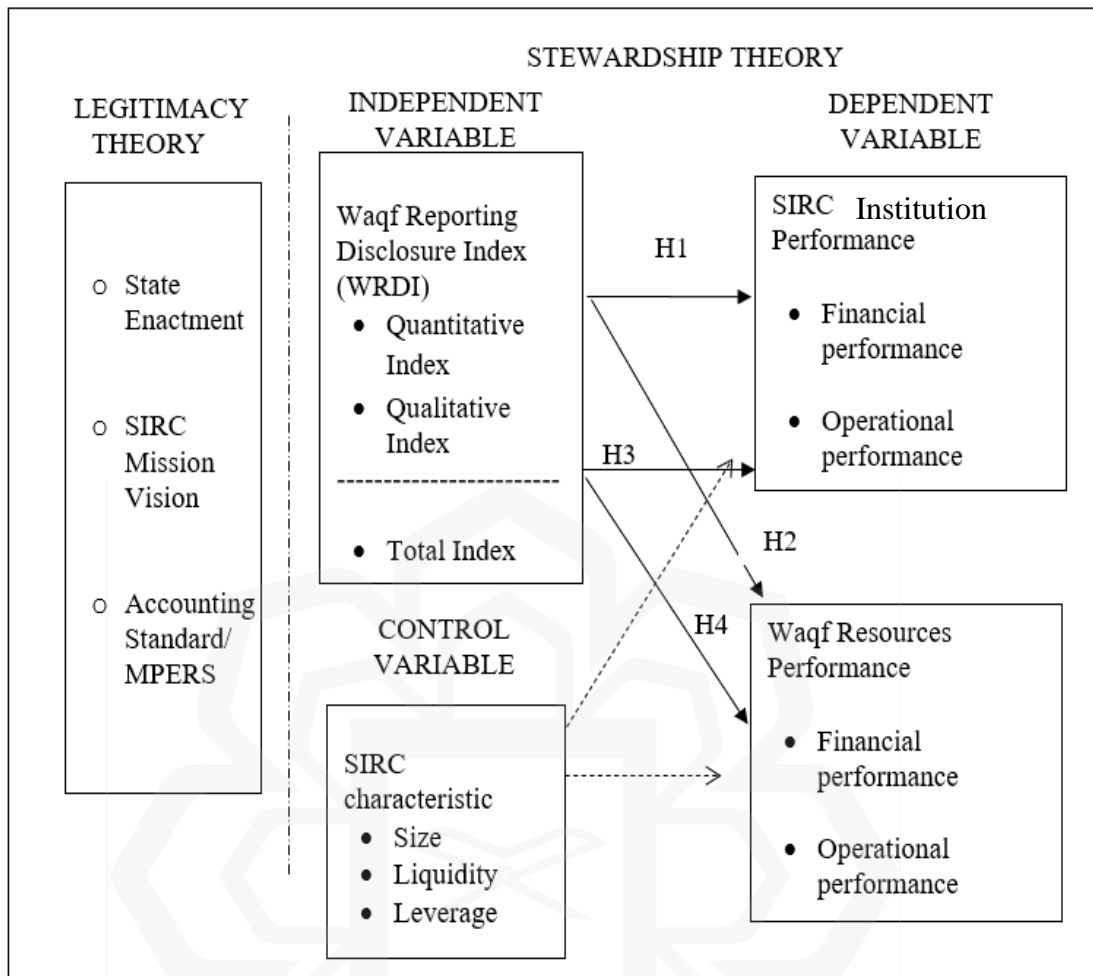 STEWARDSHIP THEORY
LEGITIMACY
THEORY
State
Enactment
SIRC
Mission
Vision
Accounting
Standard/
MPERS
INDEPENDENT
VARIABLE
Waqf Reporting
Disclosure Index
(WRDI)
Quantitative
Index
Qualitative
Index
Total Index
CONTROL
VARIABLE
SIRC
characteristic
Size
Liquidity
Leverage
H1
H3
H2
H4
DEPENDENT
VARIABLE
SIRC Institution
Performance
Financial
performance
Operational
performance
Waqf Resources
Performance
Financial
performance
Operational
performance